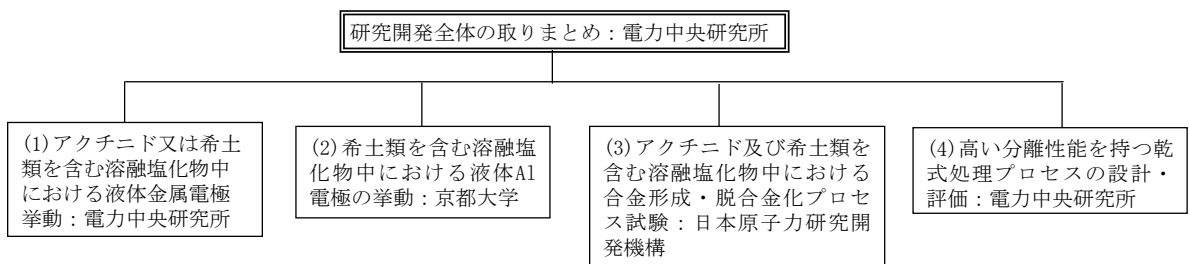 研究開発全体の取りまとめ:電力中央研究所
(1)アクチニド又は希土
類を含む溶融塩化物中
における液体金属電極
挙動:電力中央研究所
(2)希土類を含む溶融塩
化物中における液体Al
電極の挙動:京都大学
(3)アクチニド及び希土類を
含む溶融塩化物中における
合金形成・脱合金化プロセ
ス試験:日本原子力研究開
発機構
(4)高い分離性能を持つ乾
式処理プロセスの設計・
評価:電力中央研究所